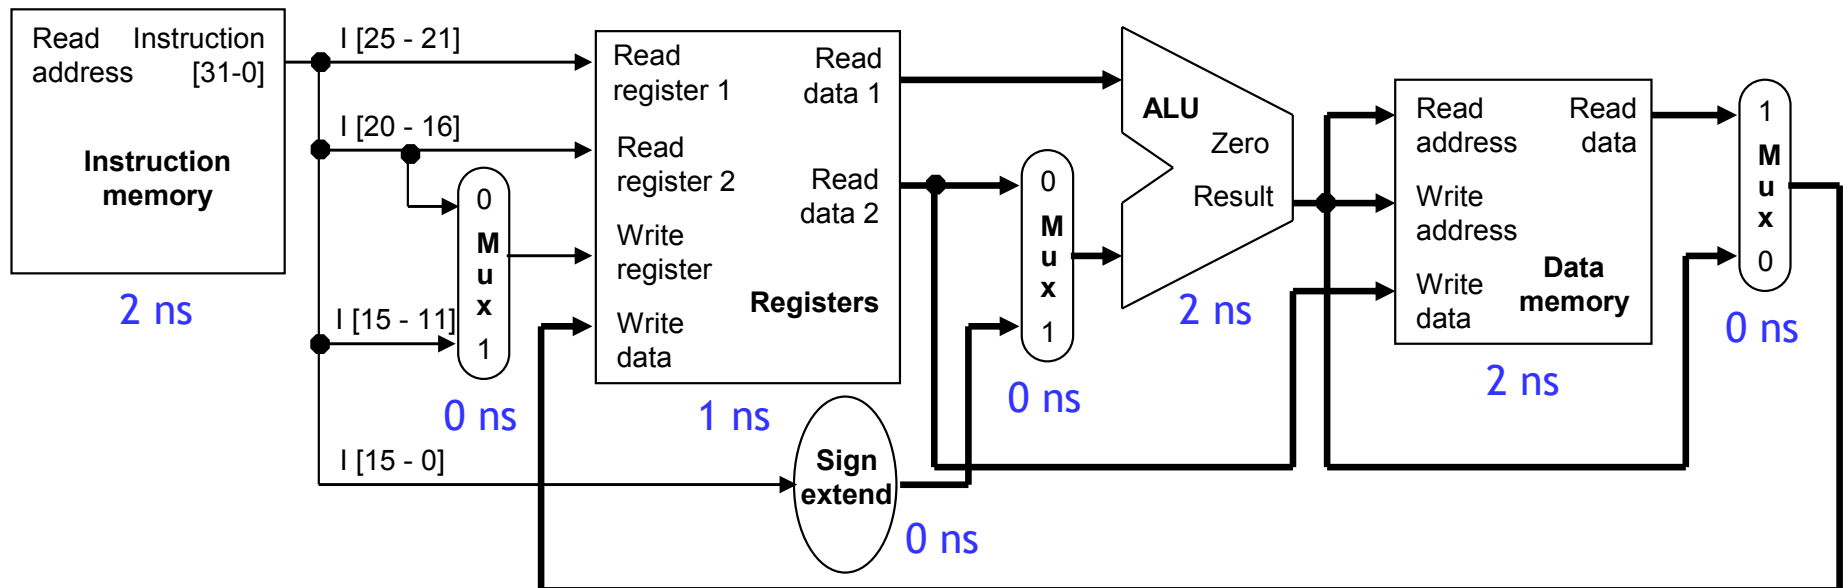 Read Instruction
address [31-0]
Instruction
memory
2 ns
I [25 - 21]
I [20 - 16]
I [15 - 11]
I [15 - 0]
0
M
u
x
1
0 ns
Read
register 1
Read
data 1
Read
register 2
Read
data 2
Write
register
Write
data
Registers
1 ns
Sign
extend
0 ns
0
M
u
x
1
0 ns
ALU
Zero
Result
2 ns
Read
address
Read
data
Write
address
Write
data
Data
memory
2 ns
1
M
u
x
0
0 ns